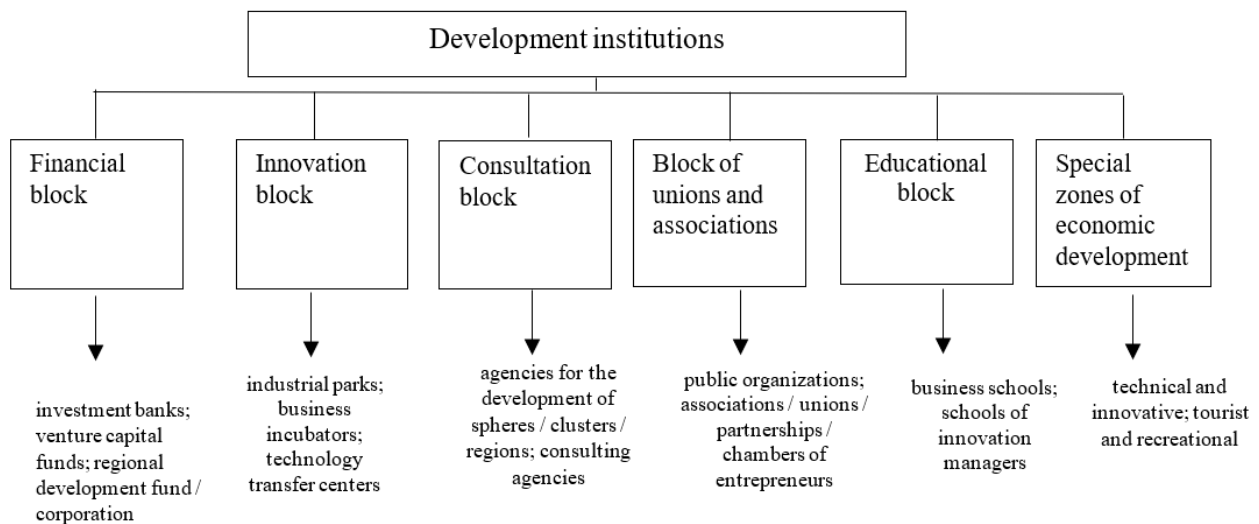 Development institutions
Financial
block
Innovation
block
Consultation
block
Block of
unions and
associations
Educational
block
Special
zones of
economic
development
investment banks;
venture capital
funds; regional
development fund /
corporation
industrial parks;
business
incubators;
technology
transfer centers
agencies for the
development of
spheres / clusters /
regions; consulting
agencies
public organizations;
associations / unions /
partnerships /
chambers of
entrepreneurs
business schools;
schools of
innovation
managers
technical and
innovative; tourist
and recreational